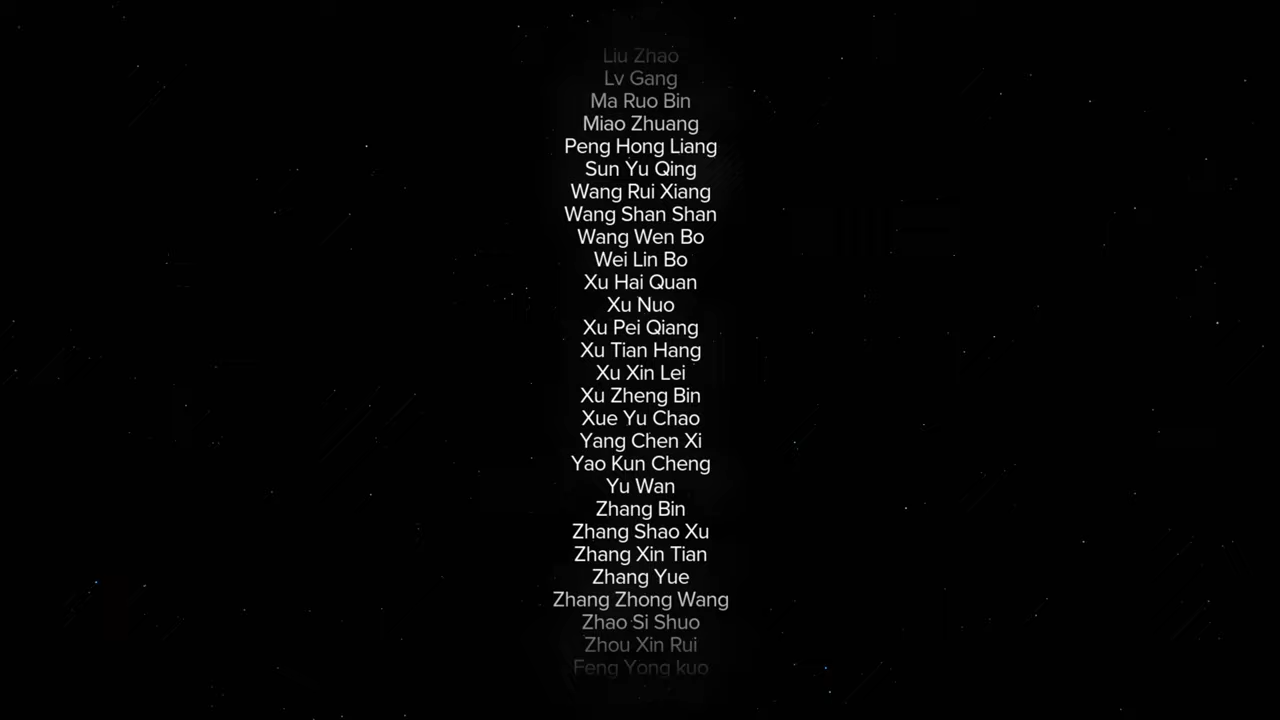 Liu Zhao
Lv Gang
Ma Ruo Bin
Miao Zhuang
Peng Hong Liang
Sun Yu Qing
Wang Rui Xiang
Wang Shan Shan
Wang Wen Bo
Wei Lin Bo
Xu Hai Quan
Xu Nuo
Xu Pei Qiang
Xu Tian Hang
Xu Xin Lei
Xu Zheng Bin
Xue Yu Chao
Yang Chen Xi
Yao Kun Cheng
Yu Wan
Zhang Bin
Zhang Shao Xu
Zhang Xin Tian
Zhang Yue
Zhang Zhong Wang
Zhao Si Shuo
Zhou Xin Rui
Feng Yong kuo